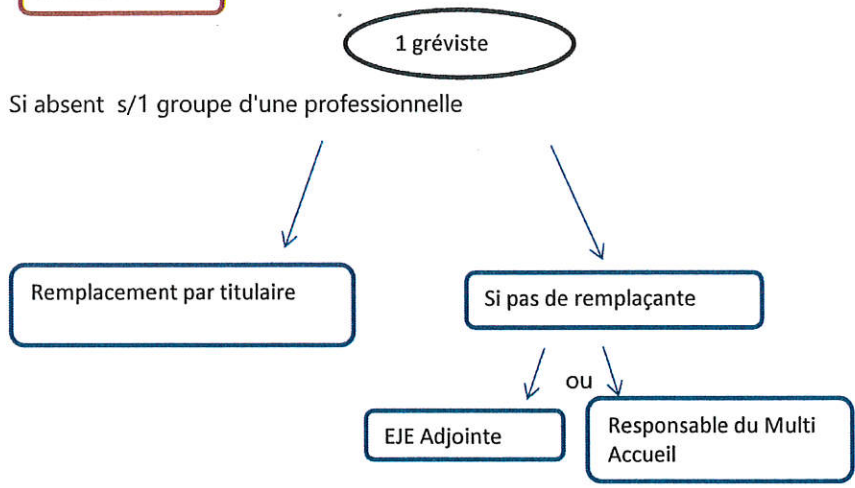 1 gréviste
Si absent s/1 groupe d'une professionnelle
Remplacement par titulaire
Si pas de remplaçante
ou
EJE Adjointe
Responsable du Multi
Accueil